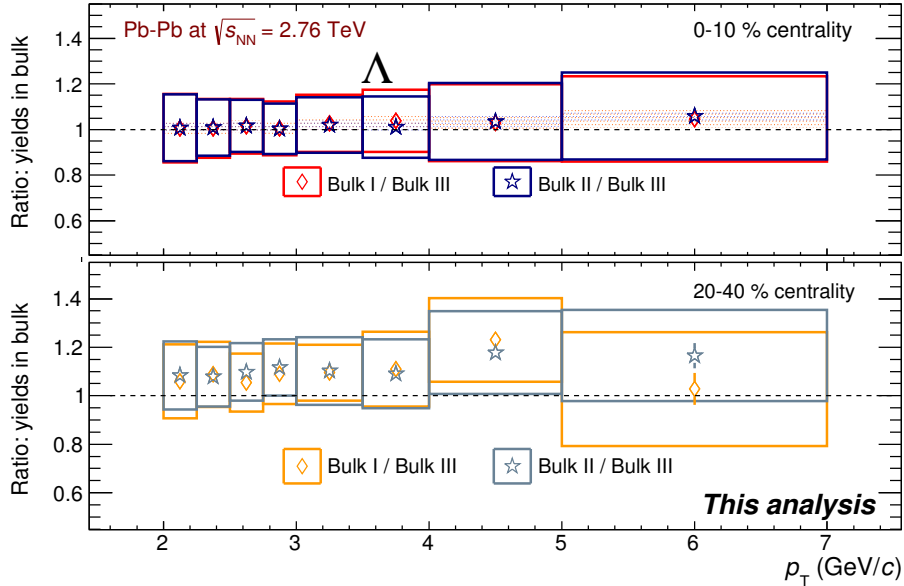 Pb-Pb at √sNN = 2.76 TeV
0-10 % centrality
Λ
Ratio: yields in bulk
1.4
1.2
1
0.8
0.6
Bulk I / Bulk III
Bulk II / Bulk III
20-40 % centrality
Ratio: yields in bulk
1.4
1.2
1
0.8
0.6
Bulk I / Bulk III
Bulk II / Bulk III
This analysis
2 3 4 5 6 7
pT (GeV/c)